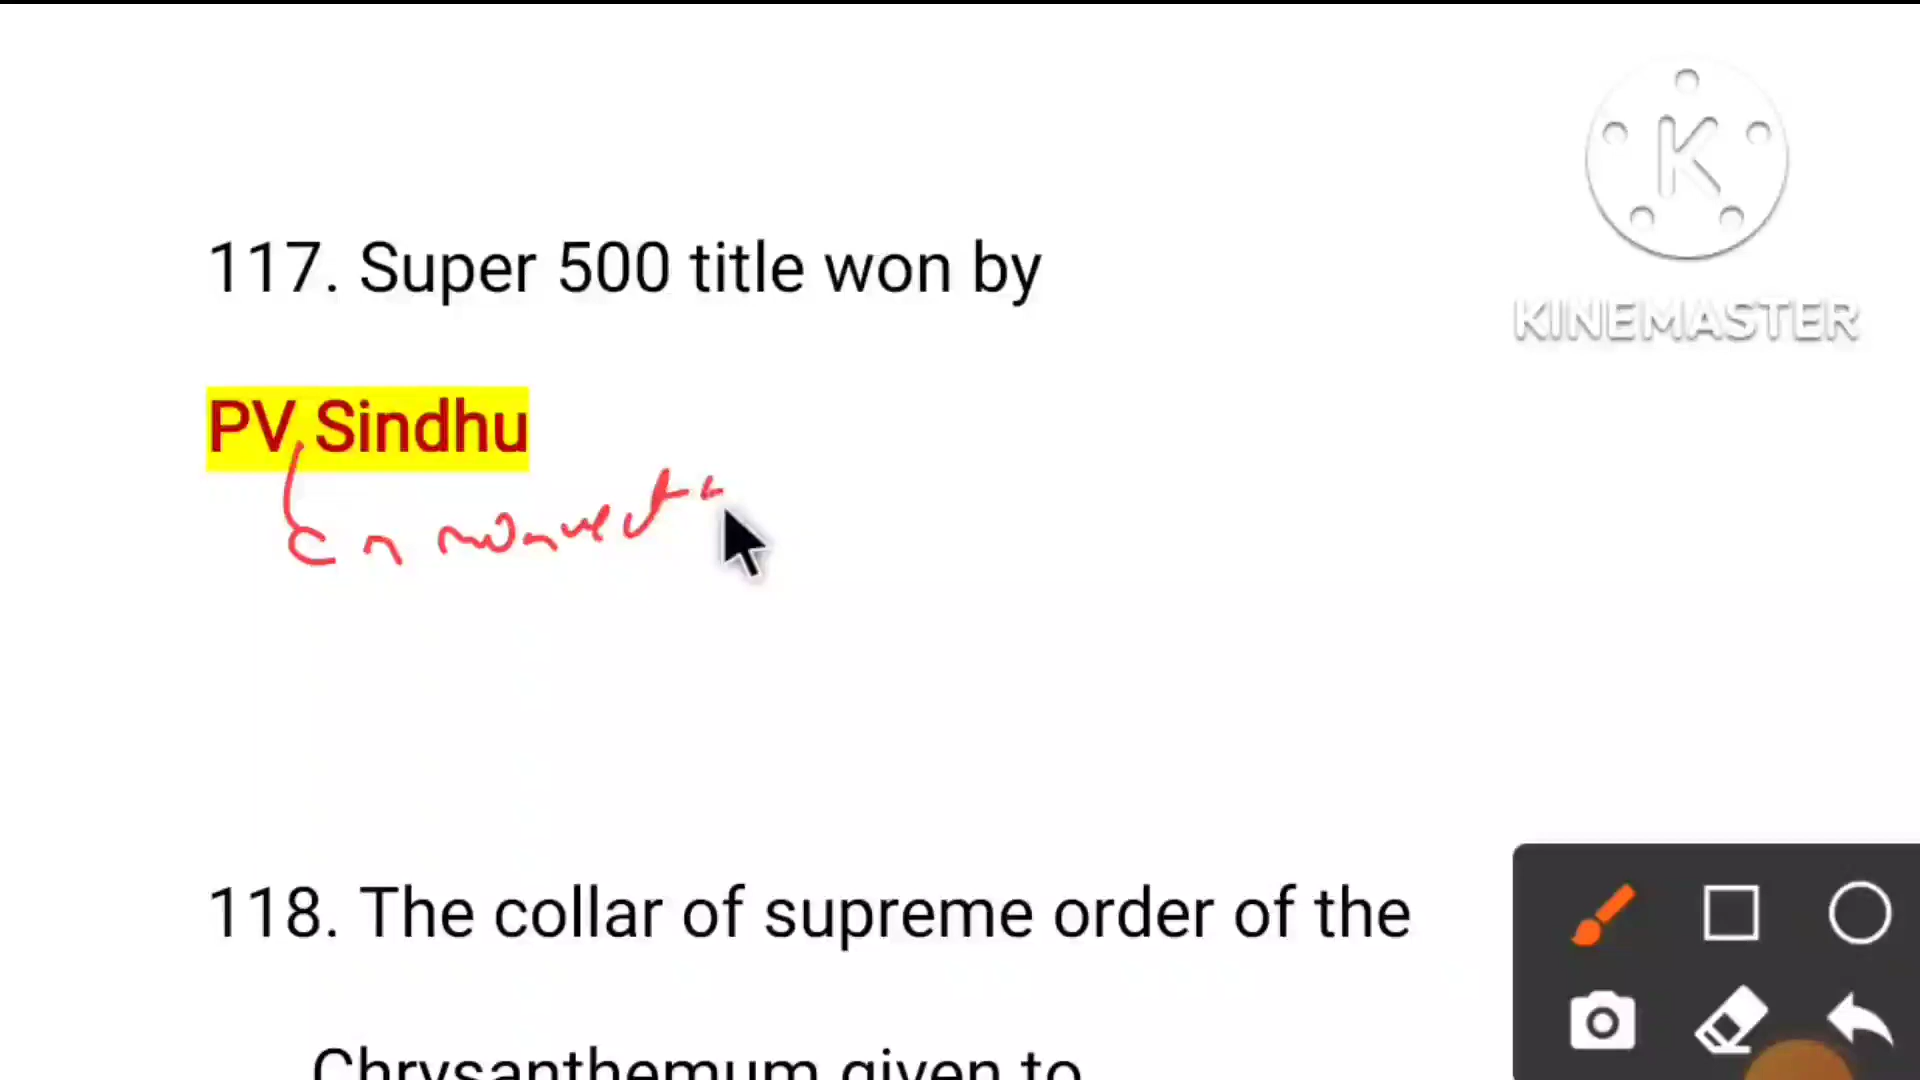 117. Super 500 title won by
KINEMASTER
PV Sindhu
118. The collar of supreme order of the
Chrysanthemum given to